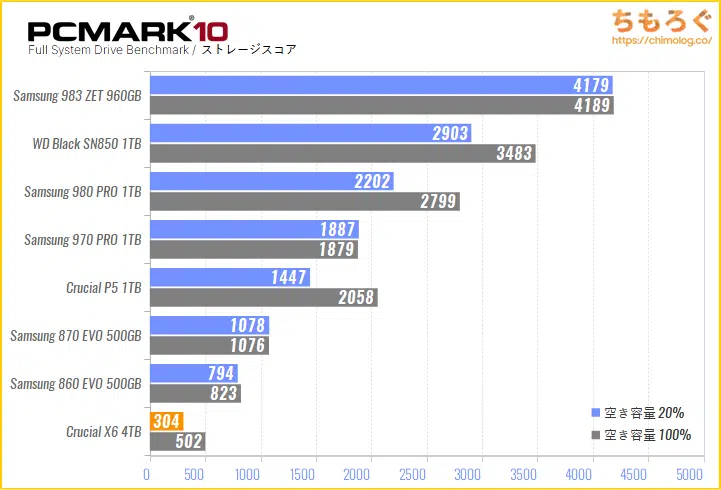 PCMARK®10
ちもろぐ
Full System Drive Benchmark / ストレージスコア
https://chimolog.co/
Samsung 983 ZET 960GB
4179
4189
WD Black SN850 1TB
2903
3483
Samsung 980 PRO 1TB
2202
2799
Samsung 970 PRO 1TB
1887
1879
Crucial P5 1TB
1447
2058
Samsung 870 EVO 500GB
1078
1076
Samsung 860 EVO 500GB
794
823
Crucial X6 4TB
304
502
空き容量 20%
空き容量 100%
0 500 1000 1500 2000 2500 3000 3500 4000 4500 5000